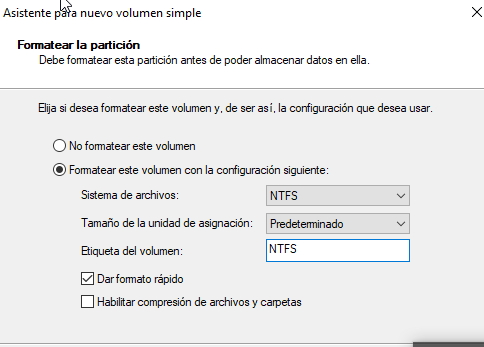 Asistente para nuevo volumen simple
Formatear la partición
Debe formatear esta partición antes de poder almacenar datos en ella.
Elija si desea formatear este volumen y, de ser así, la configuración que desea usar.
No formatear este volumen
Formatear este volumen con la configuración siguiente:
Sistema de archivos: NTFS
Tamaño de la unidad de asignación: Predeterminado
Etiqueta del volumen: NTFS
Dar formato rápido
Habilitar compresión de archivos y carpetas